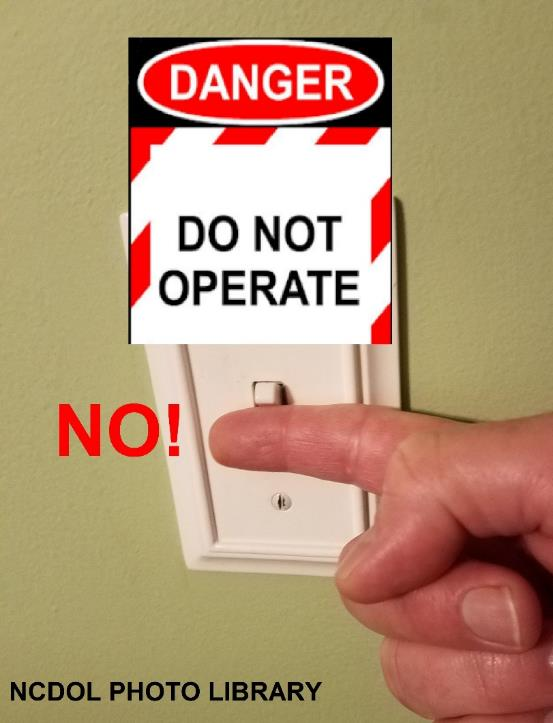 DANGER
DO NOT
OPERATE
NO!
NCDOL PHOTO LIBRARY